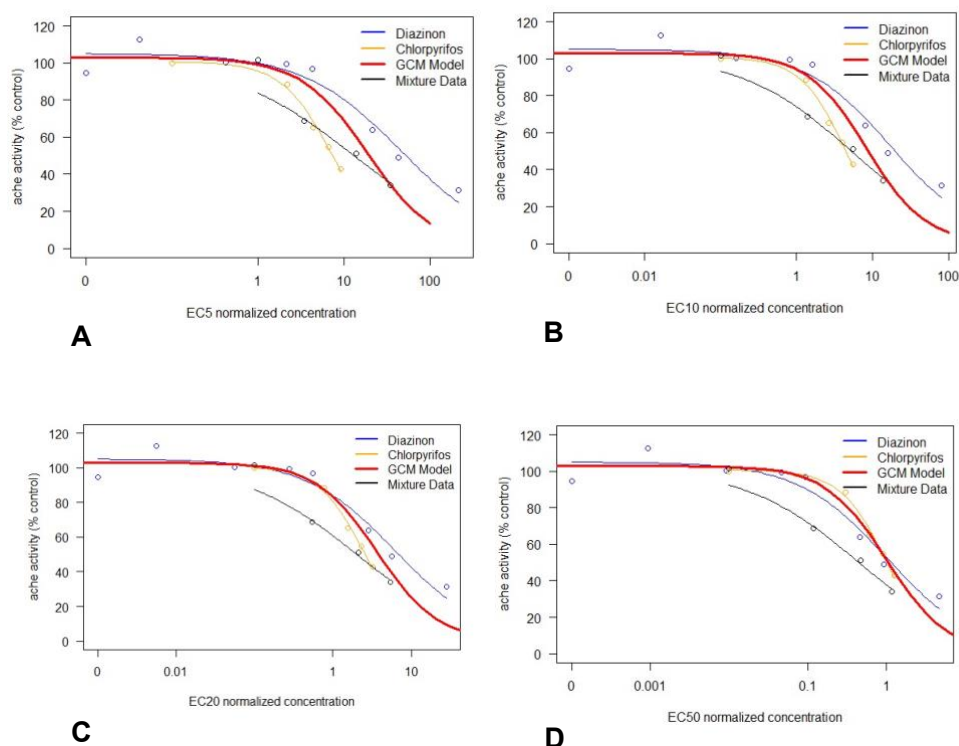 120
100
80
60
40
20
0
ache activity (% control)
Diazinon
Chlorpyrifos
GCM Model
Mixture Data
0
1
10
100
EC5 normalized concentration
A
120
100
80
60
40
20
0
ache activity (% control)
Diazinon
Chlorpyrifos
GCM Model
Mixture Data
0
0.01
1
10
100
EC10 normalized concentration
B
120
100
80
60
40
20
0
ache activity (% control)
Diazinon
Chlorpyrifos
GCM Model
Mixture Data
0
0.01
1
10
EC20 normalized concentration
C
120
100
80
60
40
20
0
ache activity (% control)
Diazinon
Chlorpyrifos
GCM Model
Mixture Data
0
0.001
0.1
1
EC50 normalized concentration
D